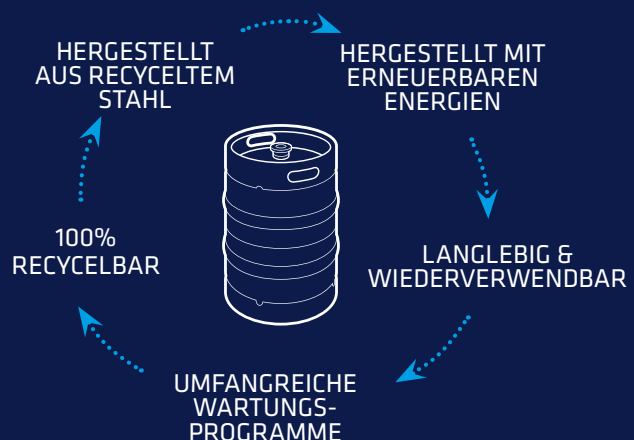 HERGESTELLT
AUS RECYCELTEM
STAHL
HERGESTELLT MIT
ERNEUERBAREN
ENERGIEN
LANGLEBIG &
WIEDERVERWENDBAR
UMFANGREICHE
WARTUNGS-
PROGRAMME
100%
RECYCELBAR